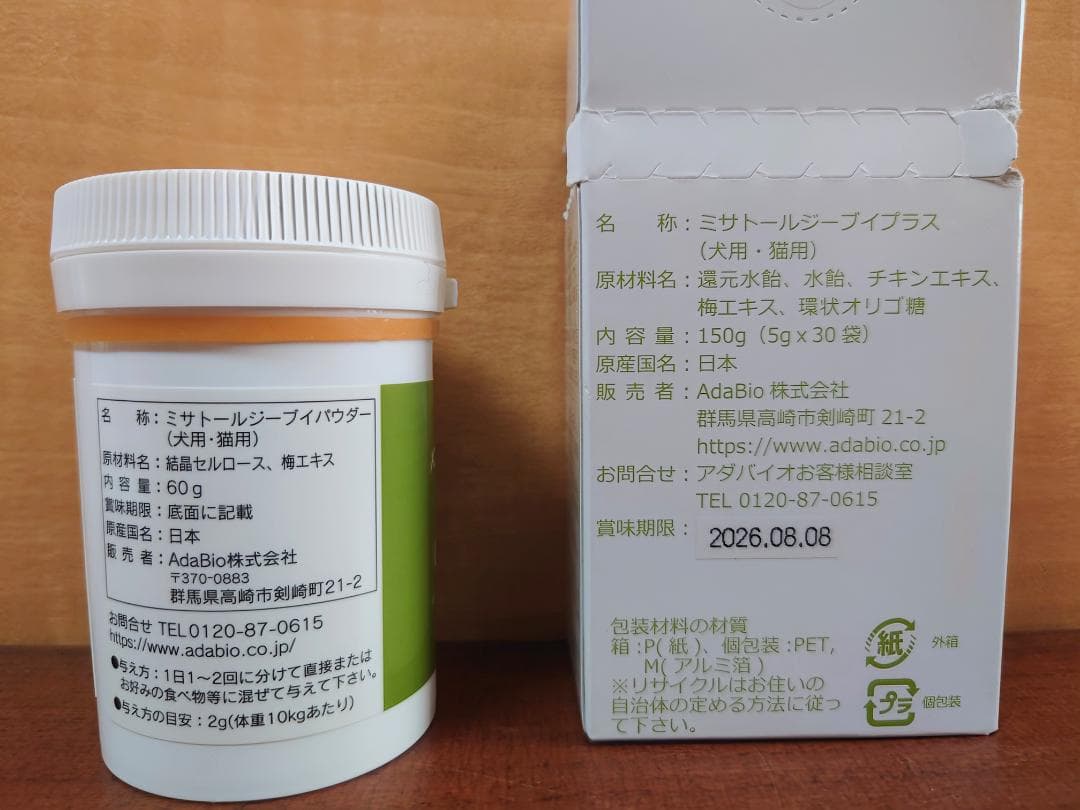 名 称：ミサトールジーブイパウダー
（犬用・猫用）
原材料名：結晶セルロース、梅エキス
内 容 量：60g
賞味期限：底面に記載
原産国名：日本
販 売 者：AdaBio株式会社
〒370-0883
群馬県高崎市剣崎町21-2
お問合せ TEL0120-87-0615
https://www.adabio.co.jp/
●与え方：1日1〜2回に分けて直接または
お好みの食べ物等に混ぜて与えて下さい。
●与え方の目安：2g(体重10kgあたり)
名 称：ミサトールジーブイプラス
（犬用・猫用）
原材料名：還元水飴、水飴、チキンエキス、
梅エキス、環状オリゴ糖
内 容 量：150g（5gx30袋）
原産国名：日本
販 売 者：AdaBio 株式会社
群馬県高崎市剣崎町 21-2
https://www.adabio.co.jp
お問合せ：アダバイオお客様相談室
TEL 0120-87-0615
賞味期限：2026.08.08
包装材料の材質
箱:P(紙)、個包装:PET,
M(アルミ箔)
※リサイクルはお住いの
自治体の定める方法に従っ
て下さい。
紙 外箱
プラ 個包装